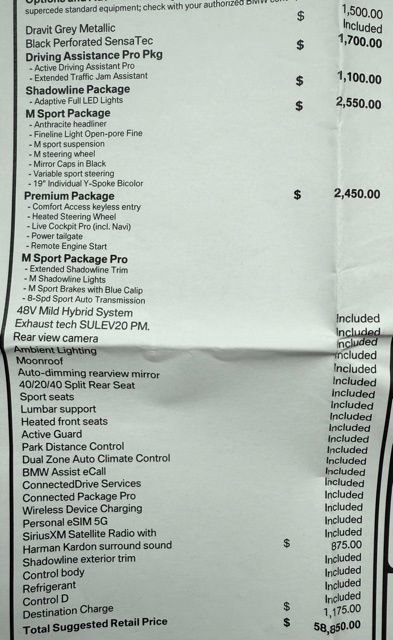 supercede standard equipment; check with your authorized BMW
Dravit Grey Metallic $ 1,500.00
Black Perforated SensaTec Included
Driving Assistance Pro Pkg $ 1,700.00
- Active Driving Assistant Pro
- Extended Traffic Jam Assistant
Shadowline Package $ 1,100.00
- Adaptive Full LED Lights
M Sport Package $ 2,550.00
- Anthracite headliner
- Fineline Light Open-pore Fine
- M sport suspension
- M steering wheel
- Mirror Caps in Black
- Variable sport steering
- 19" Individual Y-Spoke Bicolor
Premium Package $ 2,450.00
- Comfort Access keyless entry
- Heated Steering Wheel
- Live Cockpit Pro (incl. Navi)
- Power tailgate
- Remote Engine Start
M Sport Package Pro
- Extended Shadowline Trim
- M Shadowline Lights
- M Sport Brakes with Blue Calip
- 8-Spd Sport Auto Transmission
48V Mild Hybrid System Included
Exhaust tech SULEV20 PM. Included
Rear view camera Included
Ambient Lighting Included
Moonroof Included
Auto-dimming rearview mirror Included
40/20/40 Split Rear Seat Included
Sport seats Included
Lumbar support Included
Heated front seats Included
Active Guard Included
Park Distance Control Included
Dual Zone Auto Climate Control Included
BMW Assist eCall Included
ConnectedDrive Services Included
Connected Package Pro Included
Wireless Device Charging Included
Personal eSIM 5G Included
SiriusXM Satellite Radio with
Harman Kardon surround sound $ 875.00
Shadowline exterior trim Included
Control body Included
Refrigerant Included
Control D Included
Destination Charge $ 1,175.00
Total Suggested Retail Price $ 58,850.00